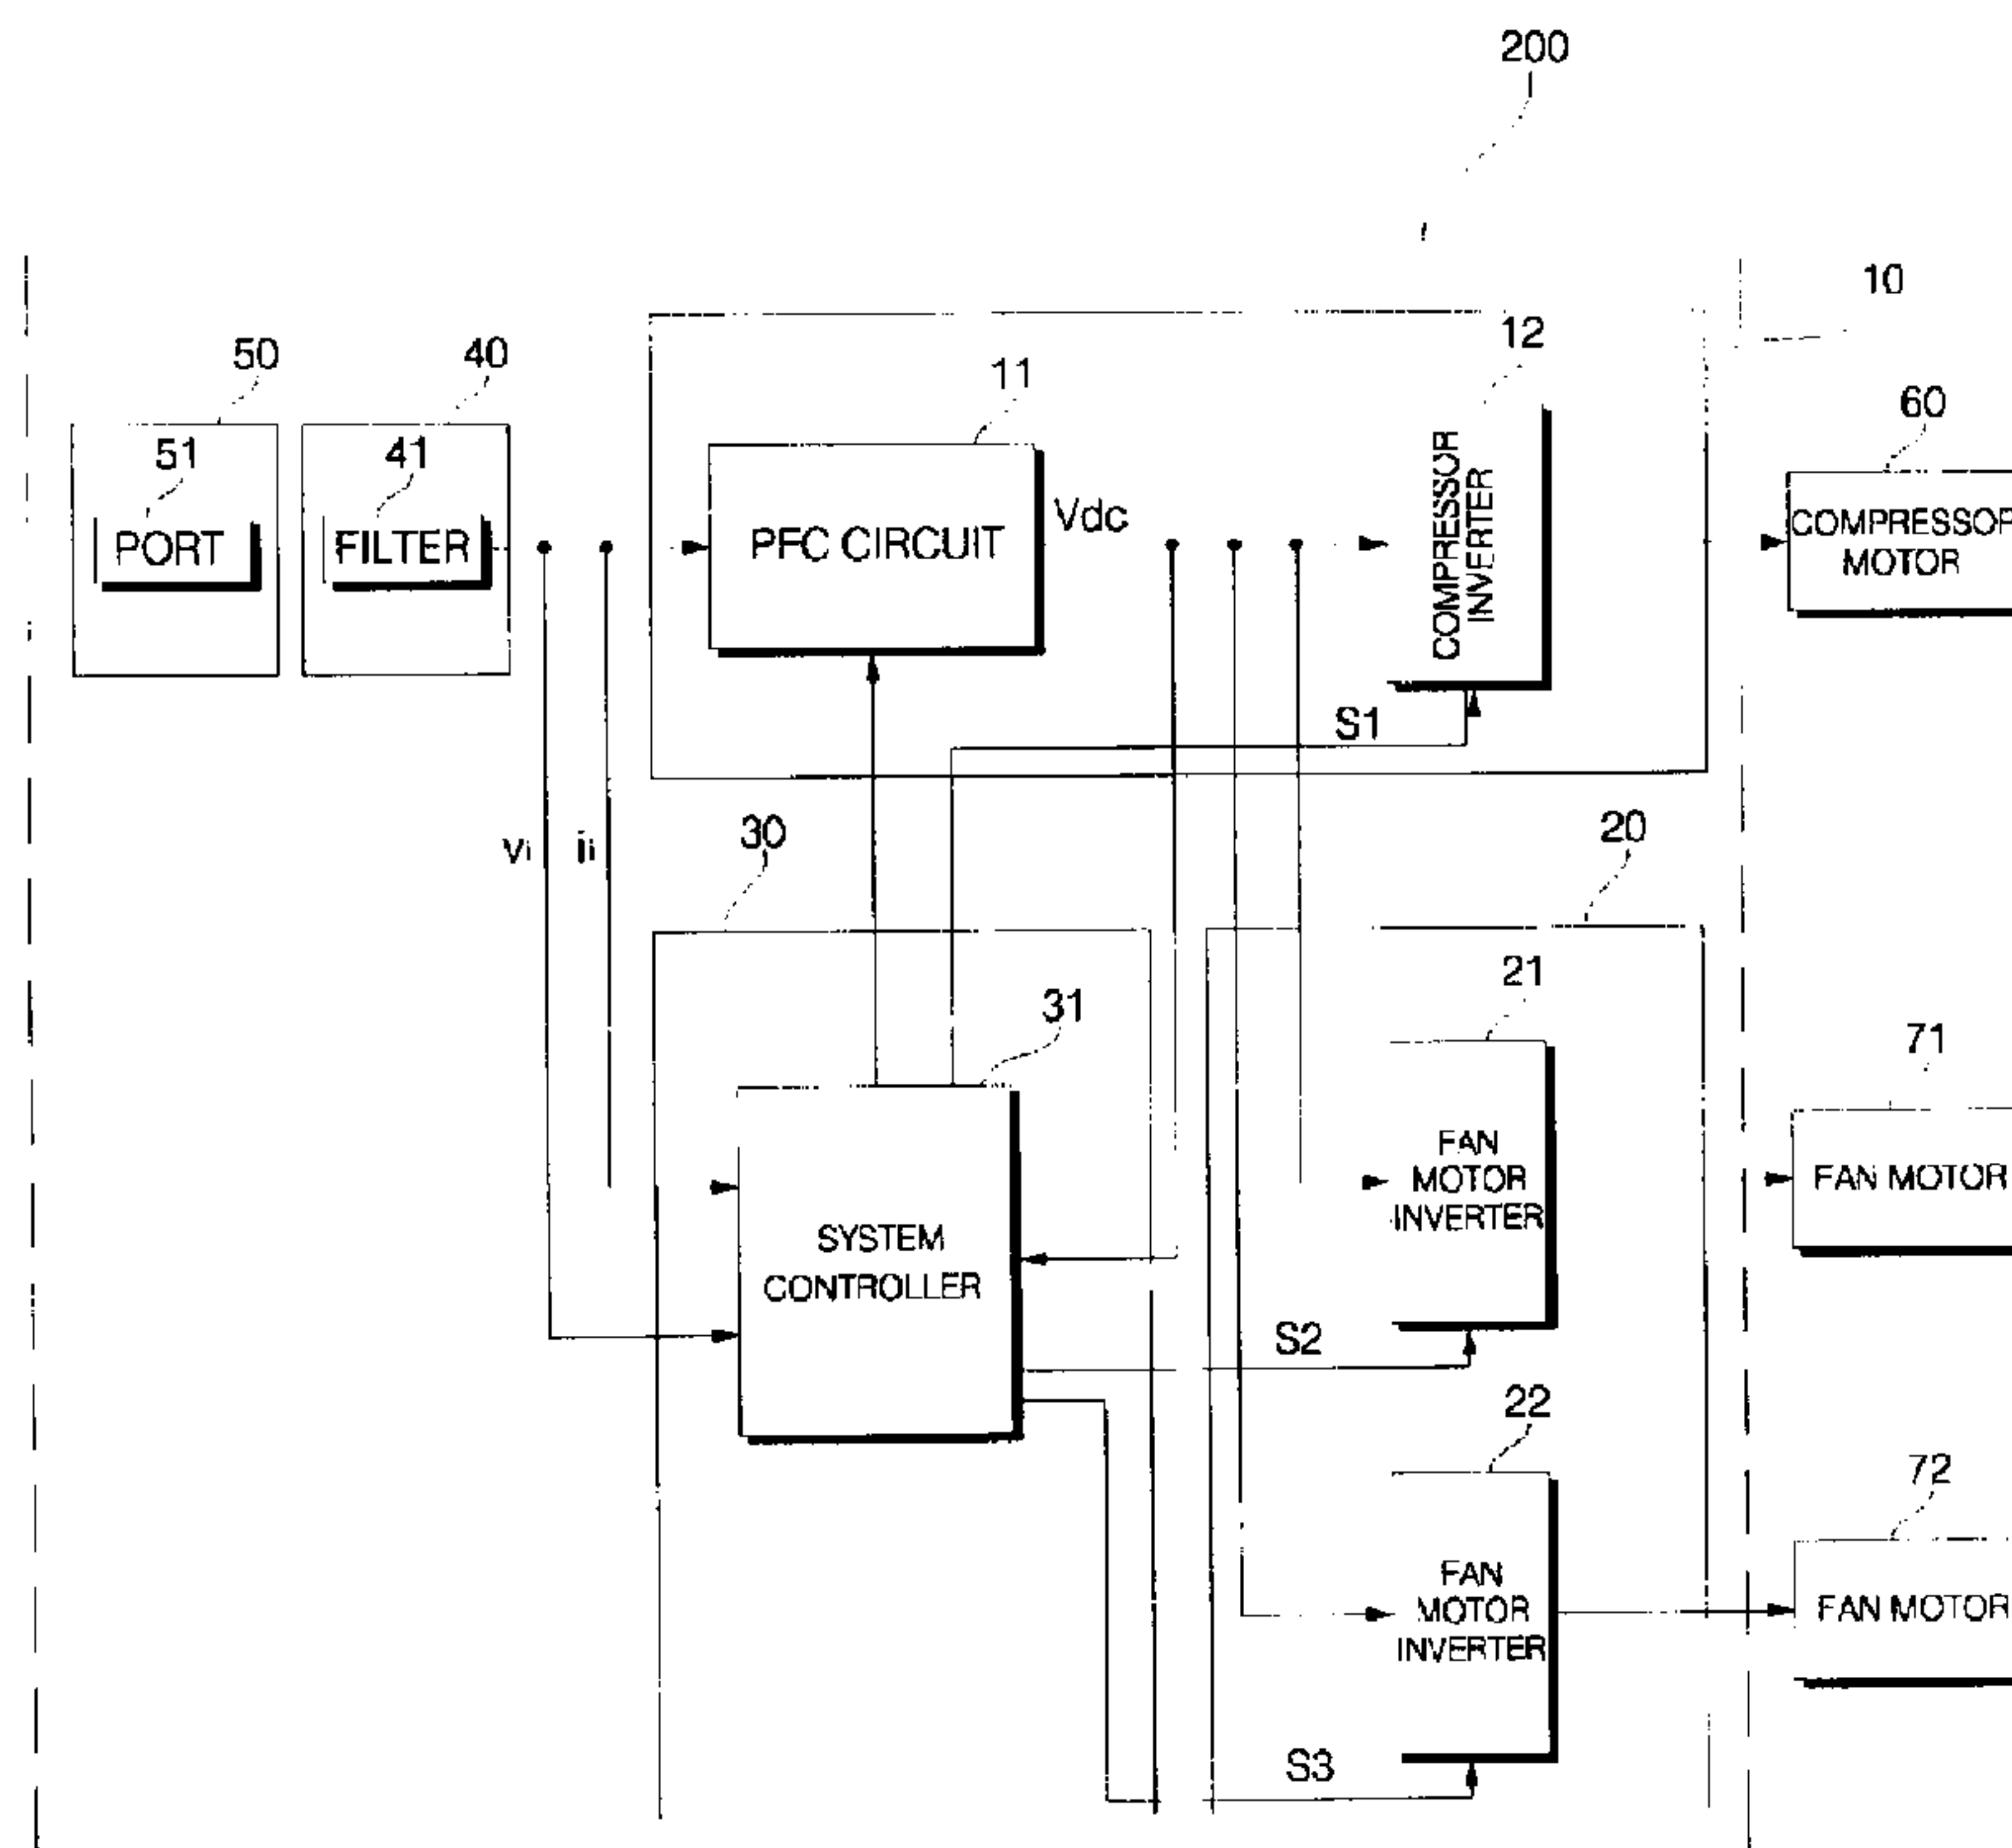 200
10
12
50
40
11
60
51
41
PORT
FILTER
PFC CIRCUIT
Vdc
COMPRESSOR
INVERTER
COMPRESSOR
MOTOR
S1
30
20
vi
ii
21
31
71
FAN
MOTOR
INVERTER
FAN MOTOR
SYSTEM
CONTROLLER
S2
22
72
FAN
MOTOR
INVERTER
FAN MOTOR
S3